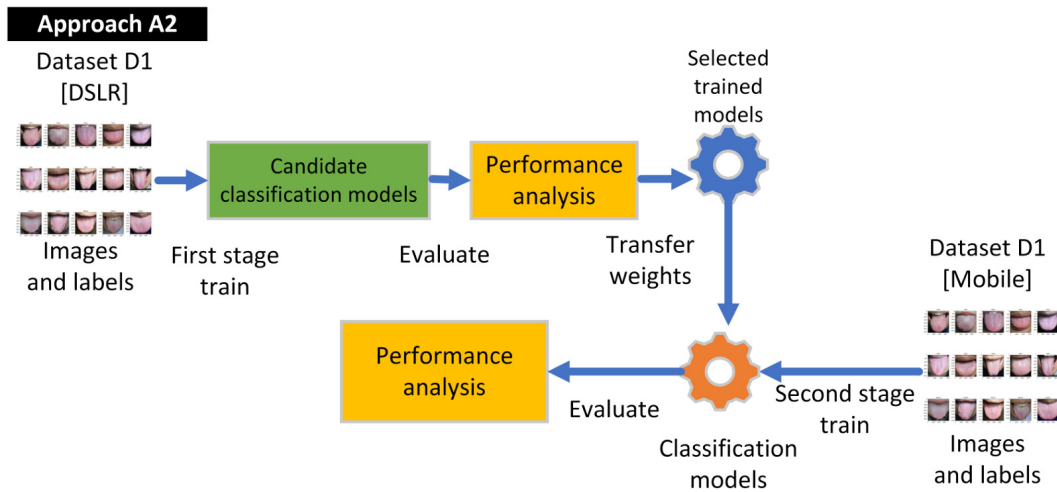 Approach A2
Dataset D1
[DSLR]
Images
and labels
First stage
train
Candidate
classification models
Evaluate
Performance
analysis
Selected
trained
models
Transfer
weights
Dataset D1
[Mobile]
Images
and labels
Second stage
train
Classification
models
Evaluate
Performance
analysis